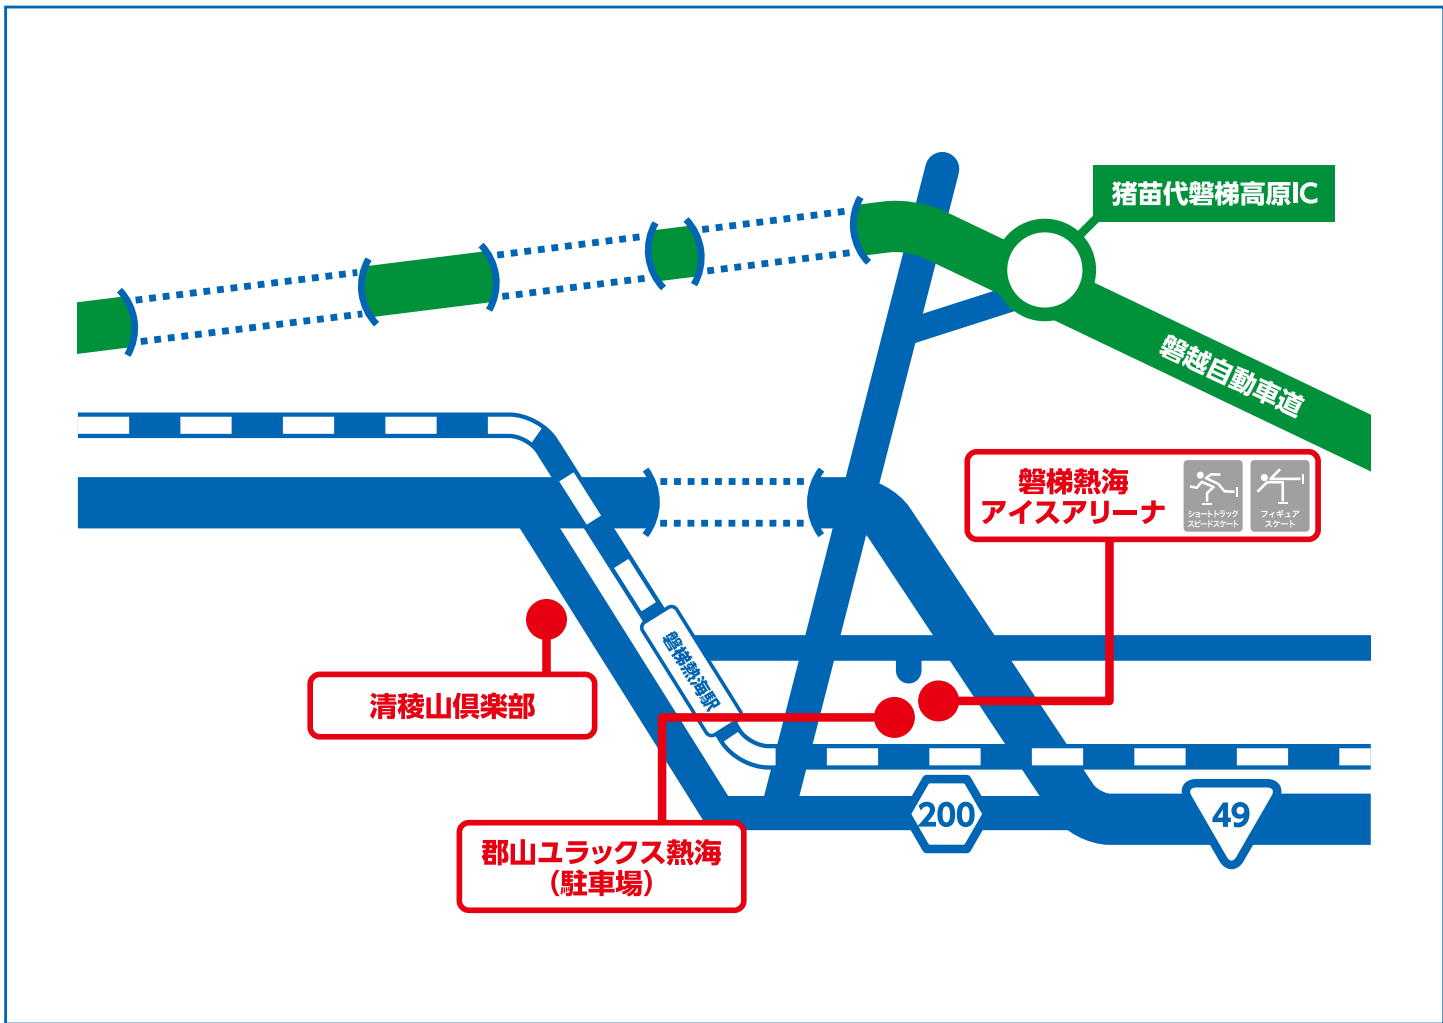 猪苗代磐梯高原IC
磐越自動車道
磐梯熱海
アイスアリーナ
ショートトラック
スピードスケート
フィギュア
スケート
磐梯熱海駅
清稜山倶楽部
200
49
郡山ユラックス熱海
（駐車場）